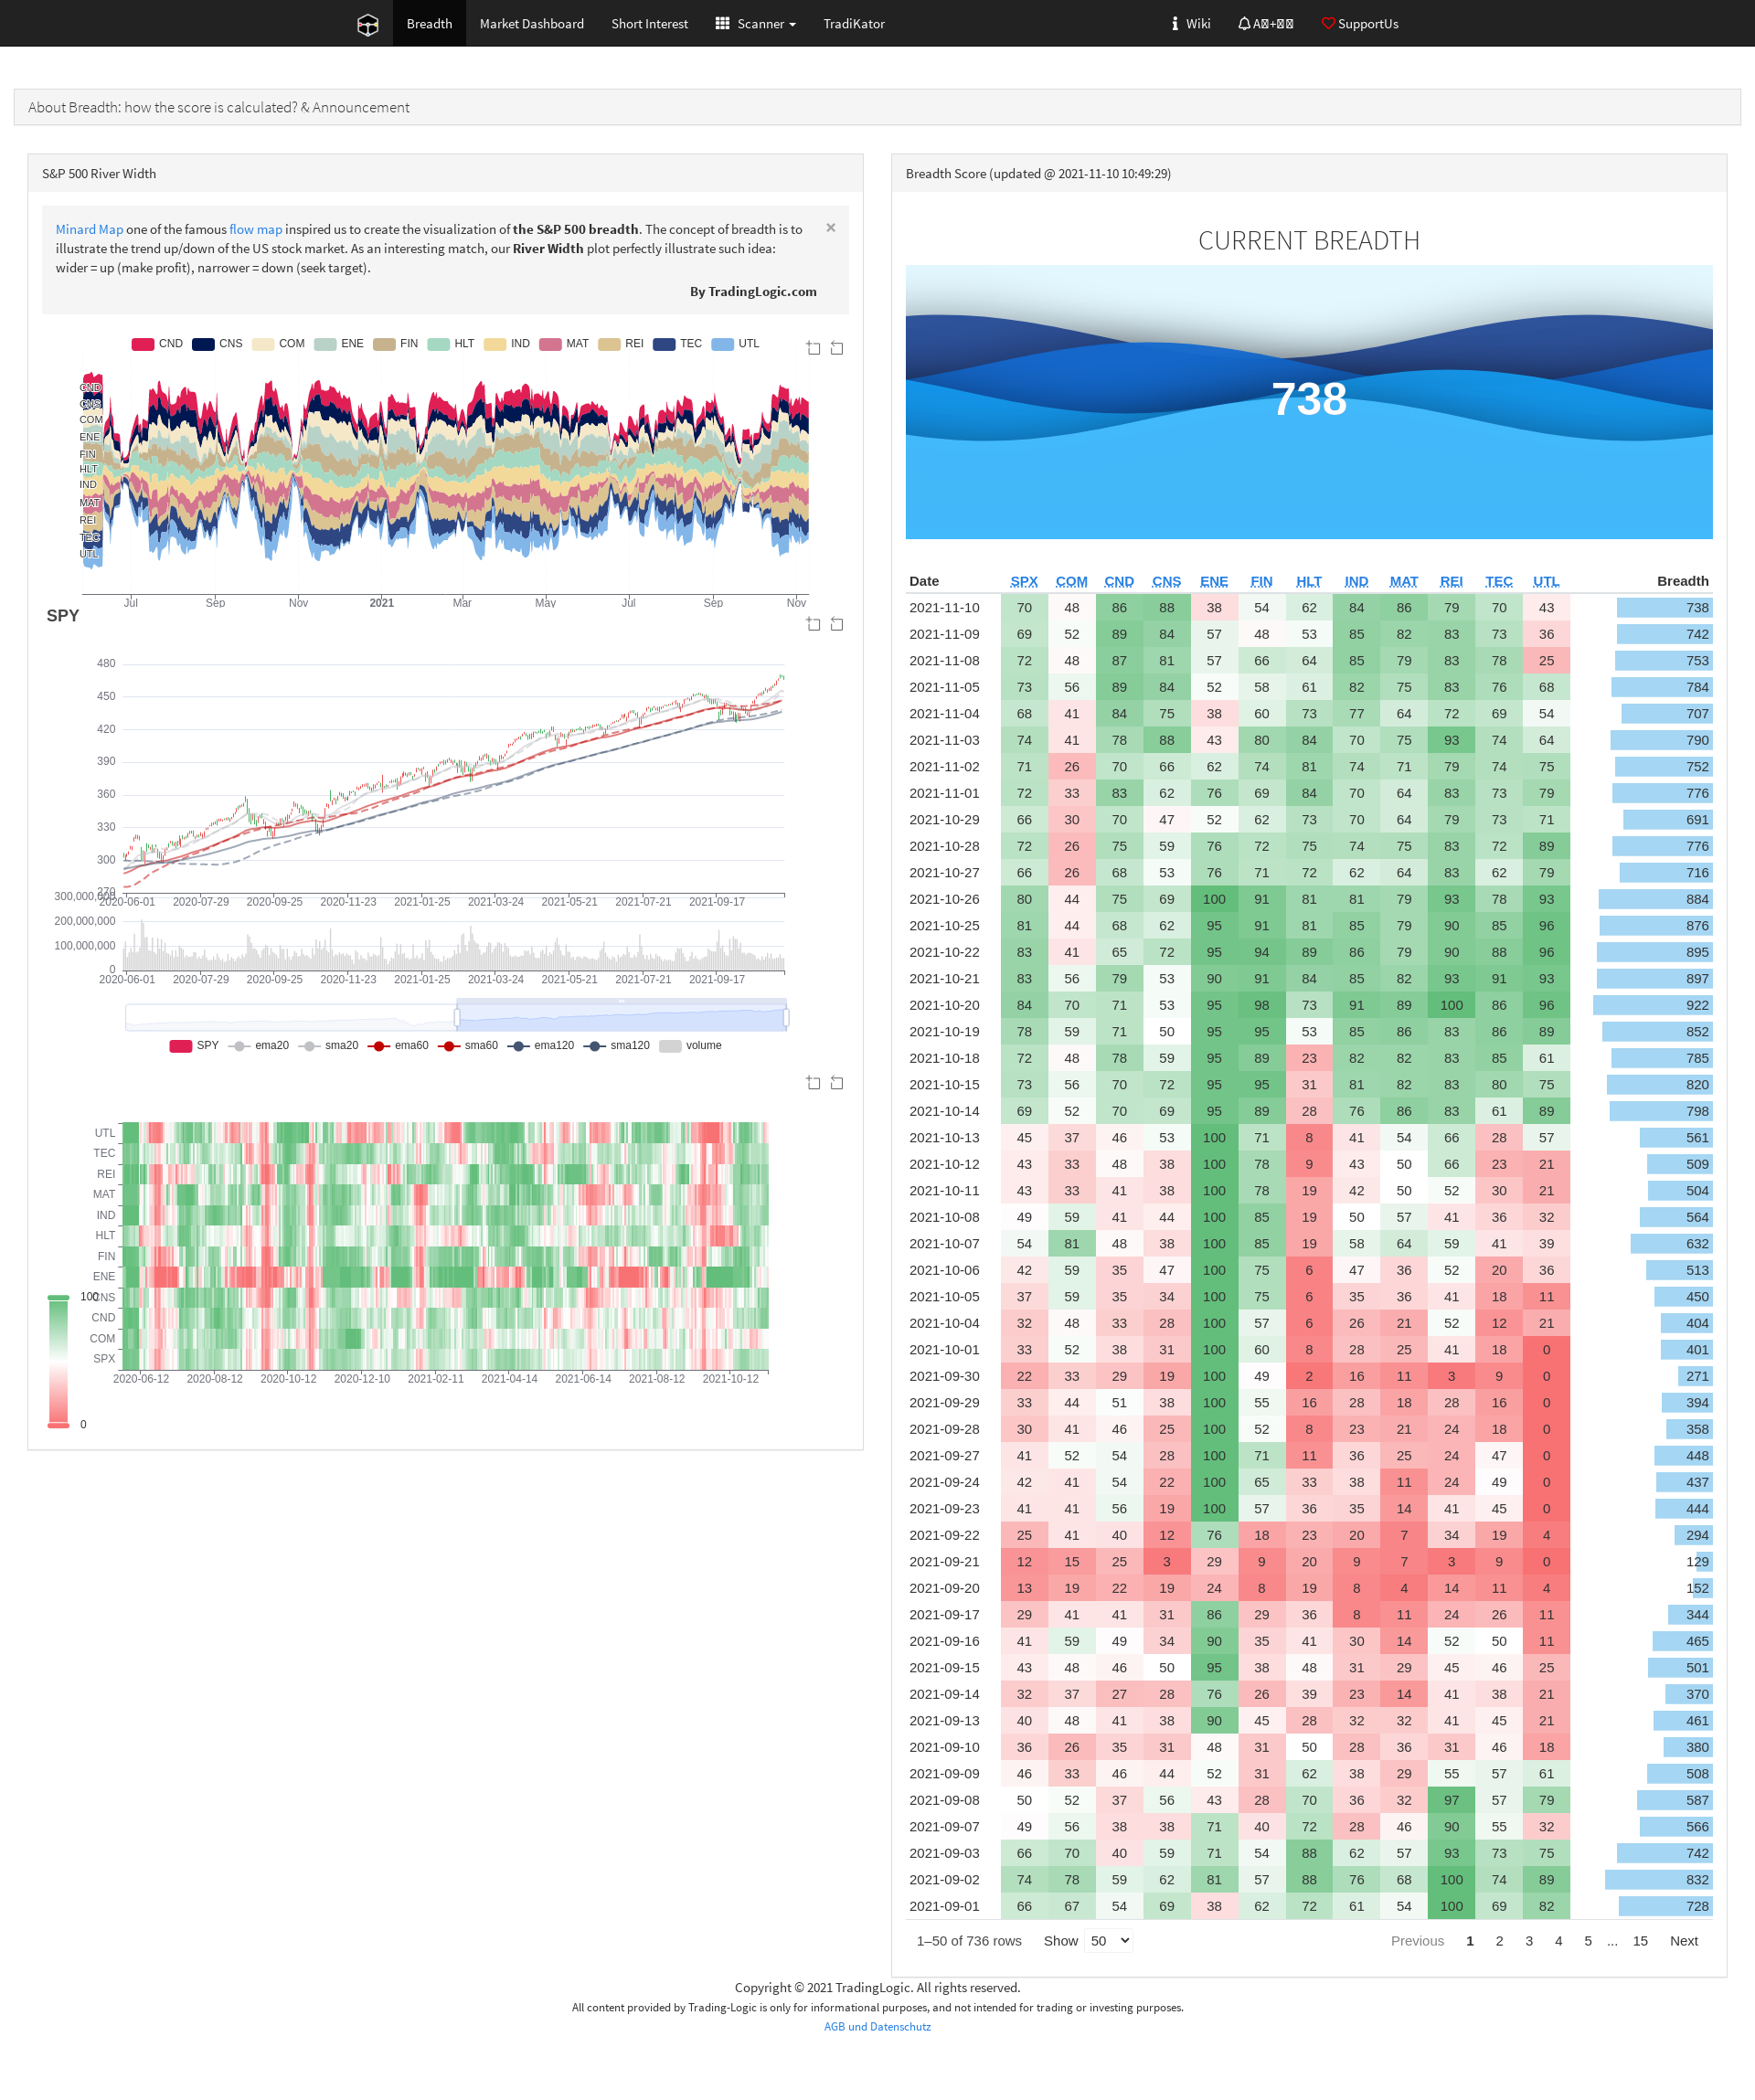 Breadth Market Dashboard Short Interest Scanner TradiKator Wiki SupportUs
About Breadth: how the score is calculated? & Announcement
S&P 500 River Width
Minard Map one of the famous flow map inspired us to create the visualization of the S&P 500 breadth. The concept of breadth is to
illustrate the trend up/down of the US stock market. As an interesting match, our River Width plot perfectly illustrate such idea:
wider = up (make profit), narrower = down (seek target).
×
By TradingLogic.com
CND CNS COM ENE FIN HLT IND MAT REI TEC UTL
CND
CNS
COM
ENE
FIN
HLT
IND
MAT
REI
TEC
UTL
Jul Sep Nov 2021 Mar May Jul Sep Nov
SPY
480
450
420
390
360
330
300
270
2020-06-01 2020-07-29 2020-09-25 2020-11-23 2021-01-25 2021-03-24 2021-05-21 2021-07-21 2021-09-17
300,000,000
200,000,000
100,000,000
0
2020-06-01 2020-07-29 2020-09-25 2020-11-23 2021-01-25 2021-03-24 2021-05-21 2021-07-21 2021-09-17
SPY ema20 sma20 ema60 sma60 ema120 sma120 volume
UTL
TEC
REI
MAT
IND
HLT
FIN
ENE
CNS
CND
COM
SPX
2020-06-12 2020-08-12 2020-10-12 2020-12-10 2021-02-11 2021-04-14 2021-06-14 2021-08-12 2021-10-12
100
0
Breadth Score (updated @ 2021-11-10 10:49:29)
CURRENT BREADTH
738
Date SPX COM CND CNS ENE FIN HLT IND MAT REI TEC UTL Breadth
2021-11-10 70 48 86 88 38 54 62 84 86 79 70 43 738
2021-11-09 69 52 89 84 57 48 53 85 82 83 73 36 742
2021-11-08 72 48 87 81 57 66 64 85 79 83 78 25 753
2021-11-05 73 56 89 84 52 58 61 82 75 83 76 68 784
2021-11-04 68 41 84 75 38 60 73 77 64 72 69 54 707
2021-11-03 74 41 78 88 43 80 84 70 75 93 74 64 790
2021-11-02 71 26 70 66 62 74 81 74 71 79 74 75 752
2021-11-01 72 33 83 62 76 69 84 70 64 83 73 79 776
2021-10-29 66 30 70 47 52 62 73 70 64 79 73 71 691
2021-10-28 72 26 75 59 76 72 75 74 75 83 72 89 776
2021-10-27 66 26 68 53 76 71 72 62 64 83 62 79 716
2021-10-26 80 44 75 69 100 91 81 81 79 93 78 93 884
2021-10-25 81 44 68 62 95 91 81 85 79 90 85 96 876
2021-10-22 83 41 65 72 95 94 89 86 79 90 88 96 895
2021-10-21 83 56 79 53 90 91 84 85 82 93 91 93 897
2021-10-20 84 70 71 53 95 98 73 91 89 100 86 96 922
2021-10-19 78 59 71 50 95 95 53 85 86 83 86 89 852
2021-10-18 72 48 78 59 95 89 23 82 82 83 85 61 785
2021-10-15 73 56 70 72 95 95 31 81 82 83 80 75 820
2021-10-14 69 52 70 69 95 89 28 76 86 83 61 89 798
2021-10-13 45 37 46 53 100 71 8 41 54 66 28 57 561
2021-10-12 43 33 48 38 100 78 9 43 50 66 23 21 509
2021-10-11 43 33 41 38 100 78 19 42 50 52 30 21 504
2021-10-08 49 59 41 44 100 85 19 50 57 41 36 32 564
2021-10-07 54 81 48 38 100 85 19 58 64 59 41 39 632
2021-10-06 42 59 35 47 100 75 6 47 36 52 20 36 513
2021-10-05 37 59 35 34 100 75 6 35 36 41 18 11 450
2021-10-04 32 48 33 28 100 57 6 26 21 52 12 21 404
2021-10-01 33 52 38 31 100 60 8 28 25 41 18 0 401
2021-09-30 22 33 29 19 100 49 2 16 11 3 9 0 271
2021-09-29 33 44 51 38 100 55 16 28 18 28 16 0 394
2021-09-28 30 41 46 25 100 52 8 23 21 24 18 0 358
2021-09-27 41 52 54 28 100 71 11 36 25 24 47 0 448
2021-09-24 42 41 54 22 100 65 33 38 11 24 49 0 437
2021-09-23 41 41 56 19 100 57 36 35 14 41 45 0 444
2021-09-22 25 41 40 12 76 18 23 20 7 34 19 4 294
2021-09-21 12 15 25 3 29 9 20 9 7 3 9 0 129
2021-09-20 13 19 22 19 24 8 19 8 4 14 11 4 152
2021-09-17 29 41 41 31 86 29 36 8 11 24 26 11 344
2021-09-16 41 59 49 34 90 35 41 30 14 52 50 11 465
2021-09-15 43 48 46 50 95 38 48 31 29 45 46 25 501
2021-09-14 32 37 27 28 76 26 39 23 14 41 38 21 370
2021-09-13 40 48 41 38 90 45 28 32 32 41 45 21 461
2021-09-10 36 26 35 31 48 31 50 28 36 31 46 18 380
2021-09-09 46 33 46 44 52 31 62 38 29 55 57 61 508
2021-09-08 50 52 37 56 43 28 70 36 32 97 57 79 587
2021-09-07 49 56 38 38 71 40 72 28 46 90 55 32 566
2021-09-03 66 70 40 59 71 54 88 62 57 93 73 75 742
2021-09-02 74 78 59 62 81 57 88 76 68 100 74 89 832
2021-09-01 66 67 54 69 38 62 72 61 54 100 69 82 728
1–50 of 736 rows Show 50 Previous 1 2 3 4 5 ... 15 Next
Copyright © 2021 TradingLogic. All rights reserved.
All content provided by Trading-Logic is only for informational purposes, and not intended for trading or investing purposes.
AGB und Datenschutz